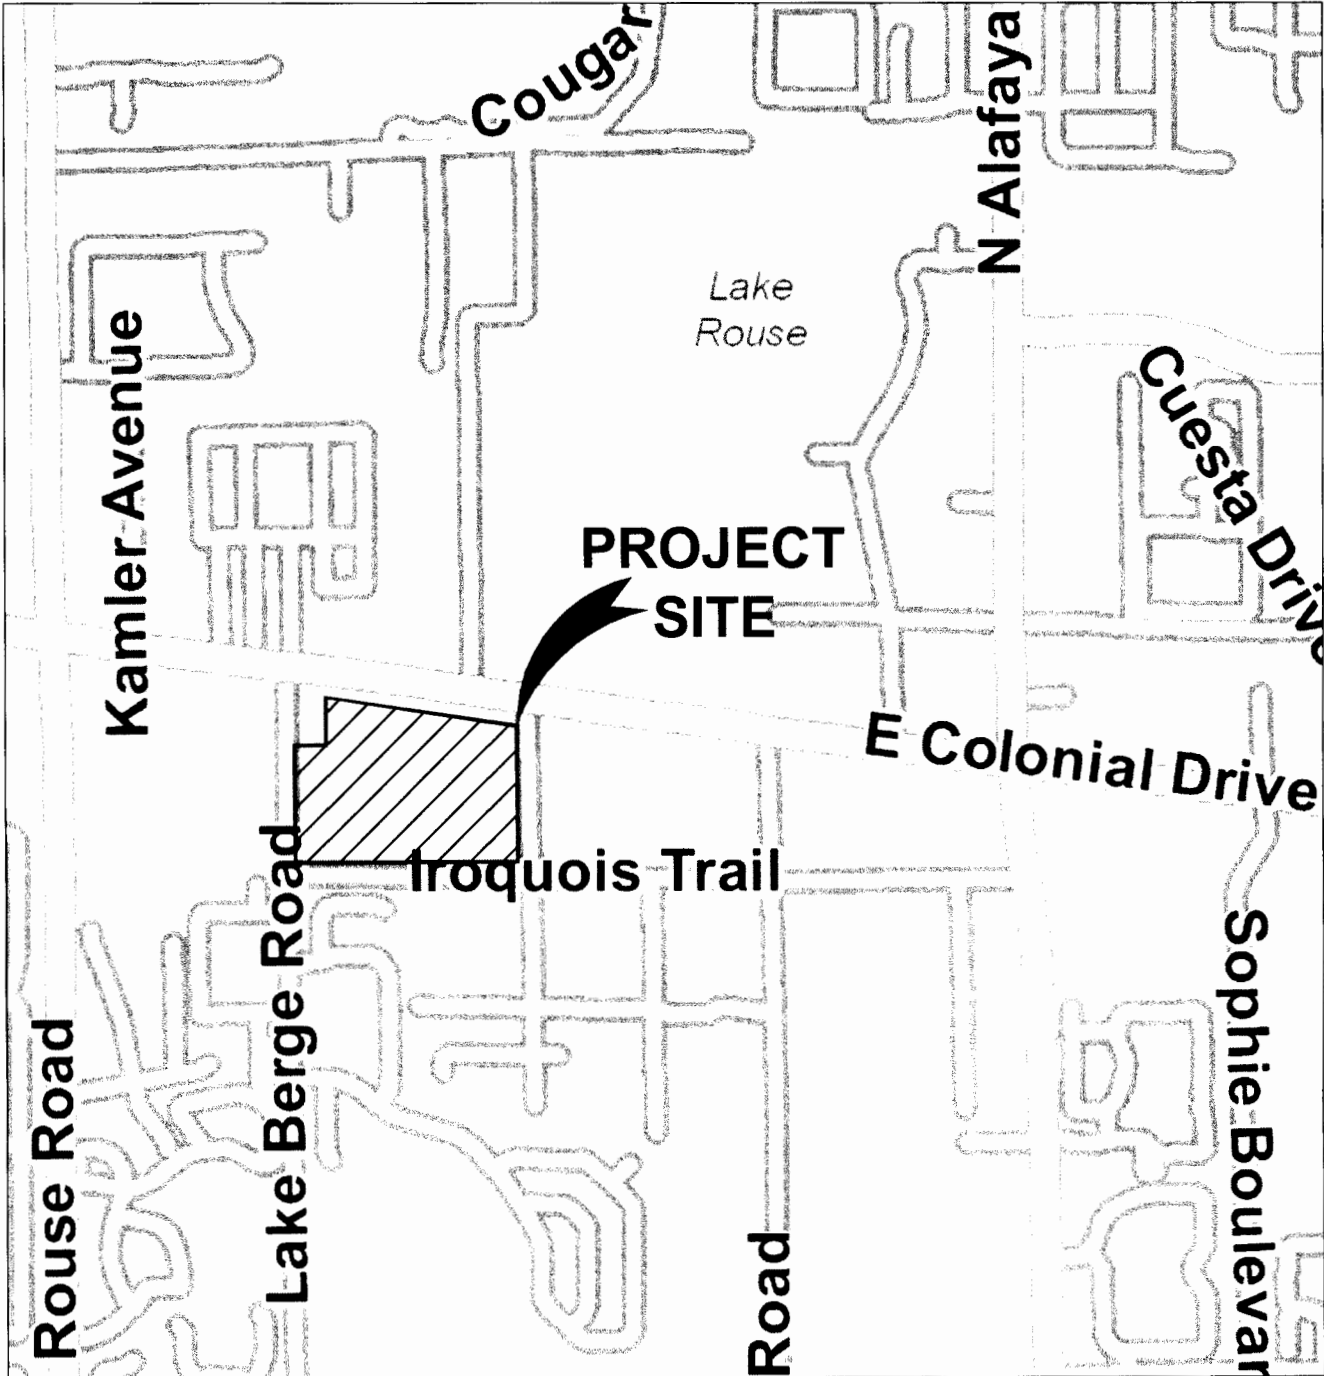 Cougar
N Alafaya
Lake
Rouse
Kamler Avenue
Cuesta Drive
PROJECT
SITE
E Colonial Drive
Iroquois Trail
Lake Berge Road
Rouse Road
Sophie Boulevar
Road